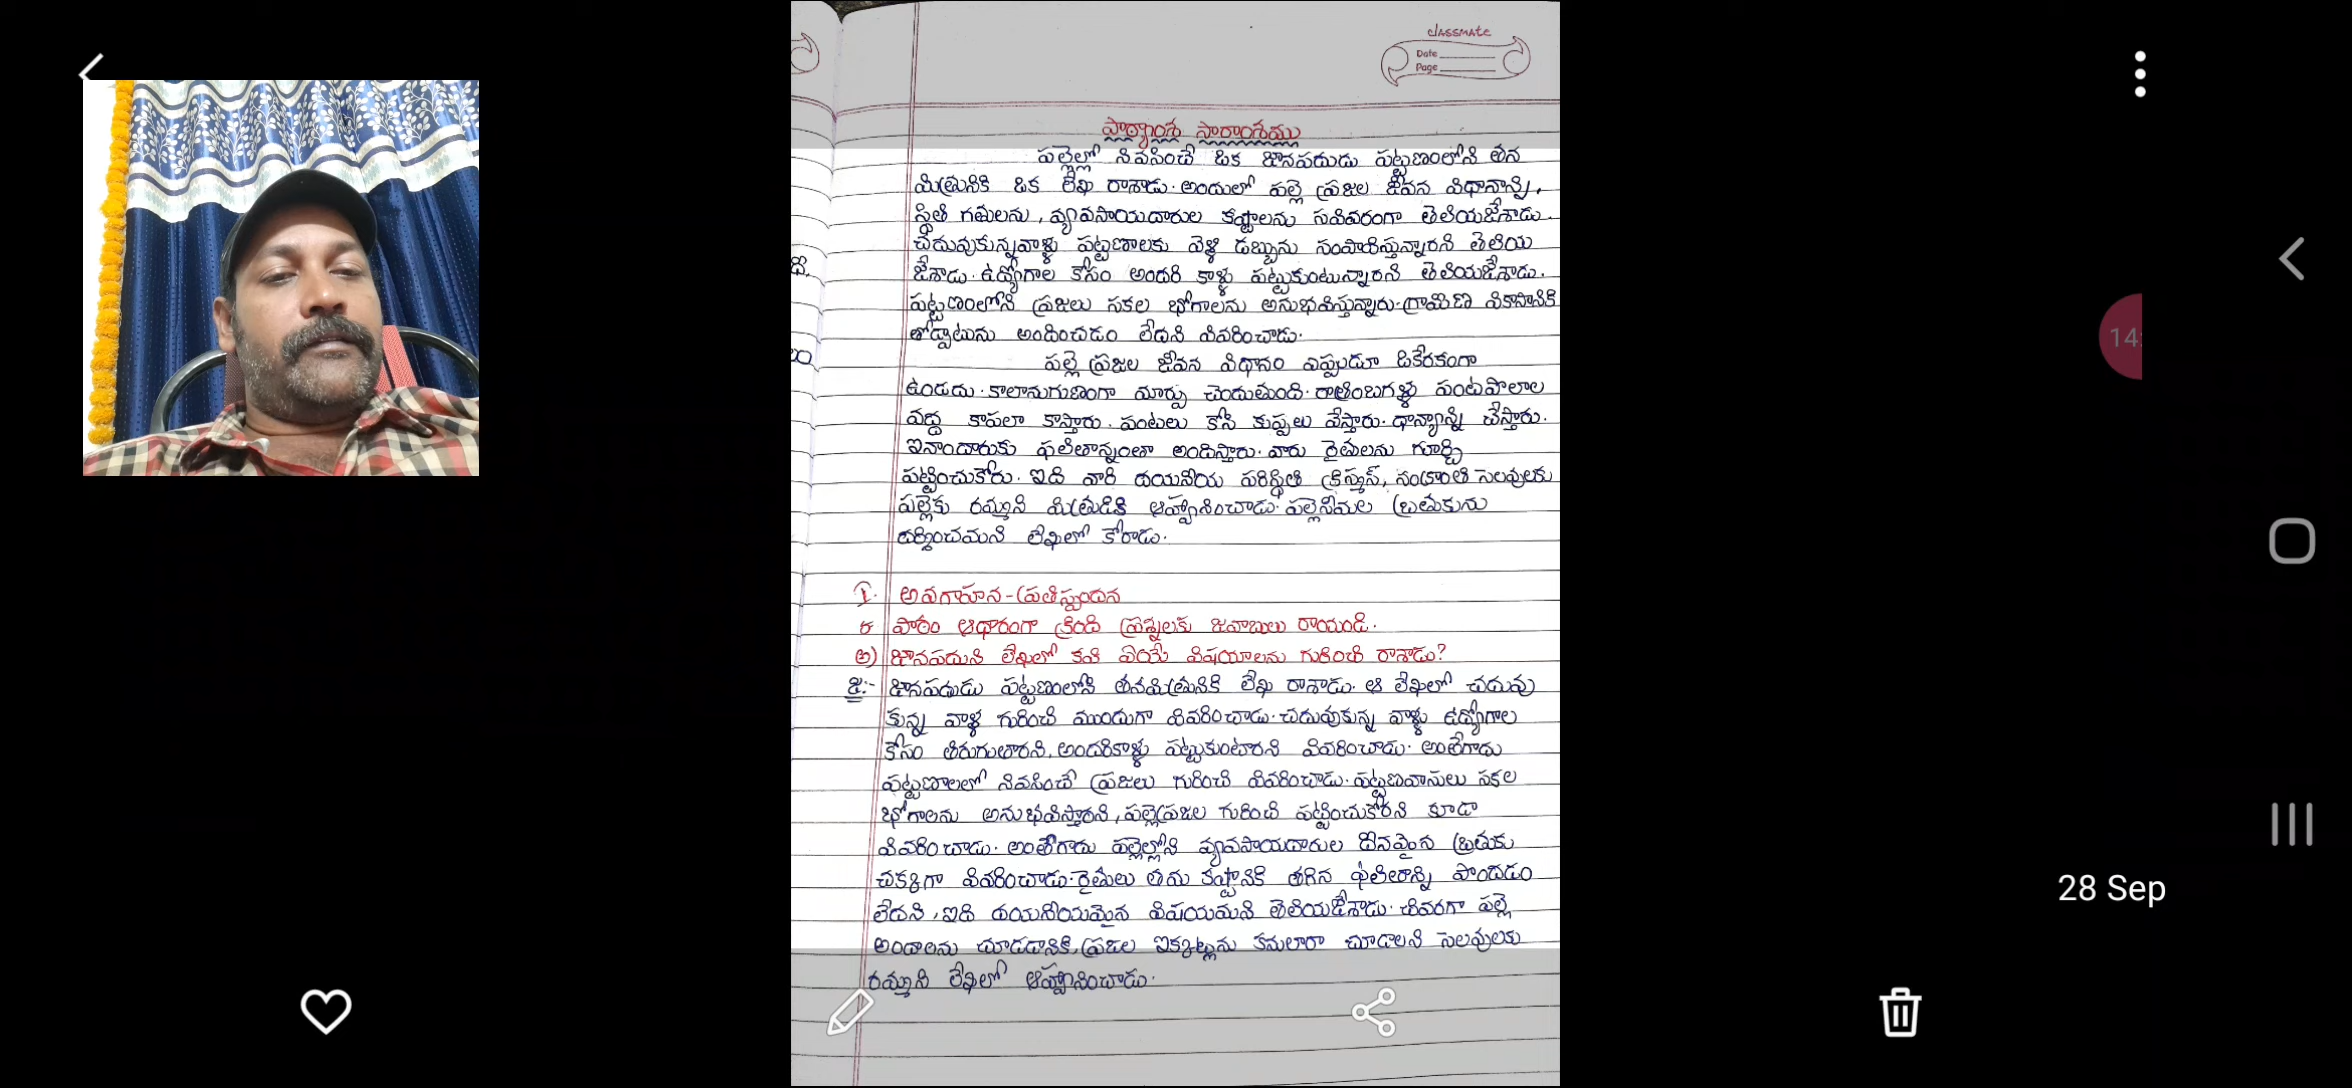 classmate
Date
Page
పాఠ్యాంశ సారాంశము
పల్లెల్లో నివసించే ఒక జానపదుడు పట్టణంలోని తన
మిత్రునికి ఒక లేఖ రాశాడు. అందులో పల్లె ప్రజల జీవన విధానాన్ని,
స్థితి గతులను, వ్యవసాయదారుల కష్టాలను సవివరంగా తెలియజేశాడు.
చదువుకున్నవాళ్ళు పట్టణాలకు వెళ్ళి డబ్బును సంపాదిస్తున్నారని తెలియ
జేశాడు. ఉద్యోగాల కోసం అందరి కాళ్ళు పట్టుకుంటున్నారని తెలియజేశాడు.
పట్టణంలోని ప్రజలు సకల భోగాలను అనుభవిస్తున్నారు. గ్రామీణ వికాసానికి
తోడ్పాటును అందించడం లేదని వివరించాడు.
పల్లె ప్రజల జీవన విధానం ఎప్పుడూ ఒకేరకంగా
ఉండదు. కాలానుగుణంగా మార్పు చెందుతుంది. రాత్రింబగళ్ళు పంటపొలాల
వద్ద కాపలా కాస్తారు. పంటలు కోసి కుప్పలు వేస్తారు. ధాన్యాన్ని చేస్తారు.
ఇనాందారుకు ఫలితాన్నంతా అందిస్తారు. వారు రైతులను గూర్చి
పట్టించుకోరు. ఇది వారి దయనీయ పరిస్థితి క్రిస్మస్, సంక్రాంతి సెలవులకు
పల్లెకు రమ్మని మిత్రుడికి ఆహ్వానించాడు. పల్లెసీమల బ్రతుకును
దర్శించమని లేఖలో కోరాడు.
I. అవగాహన-ప్రతిస్పందన
౮ పాఠం ఆధారంగా క్రింది ప్రశ్నలకు జవాబులు రాయండి.
అ) జానపదుని లేఖలో కవి ఏయే విషయాలను గురించి రాశాడు?
జ:- జానపదుడు పట్టణంలోని తనమిత్రునికి లేఖ రాశాడు. ఆ లేఖలో చదువు
కున్న వాళ్ళ గురించి ముందుగా వివరించాడు. చదువుకున్న వాళ్ళు ఉద్యోగాల
కోసం తిరుగుతారని, అందరికాళ్ళు పట్టుకుంటారని వివరించాడు. అంతేగాదు
పట్టణాలలో నివసించే ప్రజలు గురించి వివరించాడు. పట్టణవాసులు సకల
భోగాలను అనుభవిస్తారని, పల్లెప్రజల గురించి పట్టించుకోరని కూడా
వివరించాడు. అంతేగాదు పల్లెల్లోని వ్యవసాయదారుల దీనమైన బ్రతుకు
చక్కగా వివరించాడు. రైతులు తమ కష్టానికి తగిన ఫలితాన్ని పొందడం
లేదని, ఇది దయనీయమైన విషయమని తెలియజేశాడు. చివరగా పల్లె
అందాలను చూడడానికి, ప్రజల ఇక్కట్లును కనులారా చూడాలని సెలవులకు
రమ్మని లేఖలో ఆహ్వానించాడు.
14:
28 Sep